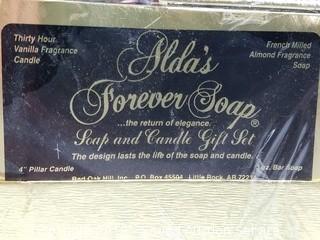 Thirty Hour
Vanilla Fragrance
Candle
French Milled
Almond Fragrance
Soap
Alda's
Forever Soap®
...the return of elegance.
Soap and Candle Gift Set
The design lasts the life of the soap and candle.
4" Pillar Candle
oz. Bar Soap
Red Oak Hill, Inc. P.O. Box 45504 Little Rock, AR